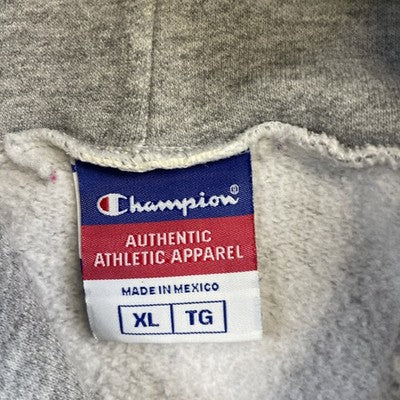 Champion®
AUTHENTIC
ATHLETIC APPAREL
MADE IN MEXICO
XL TG